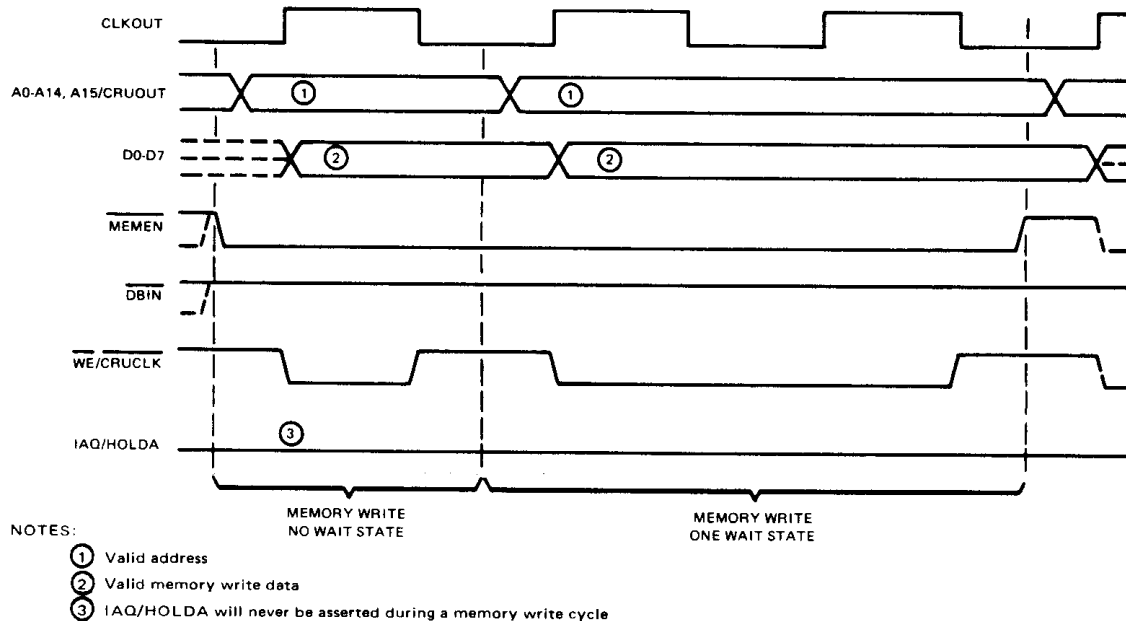 CLKOUT
A0-A14, A15/CRUOUT
①
①
D0-D7
②
②
MEMEN
DBIN
WE/CRUCLK
③
IAQ/HOLDA
MEMORY WRITE
NO WAIT STATE
MEMORY WRITE
ONE WAIT STATE
NOTES:
① Valid address
② Valid memory write data
③ IAQ/HOLDA will never be asserted during a memory write cycle